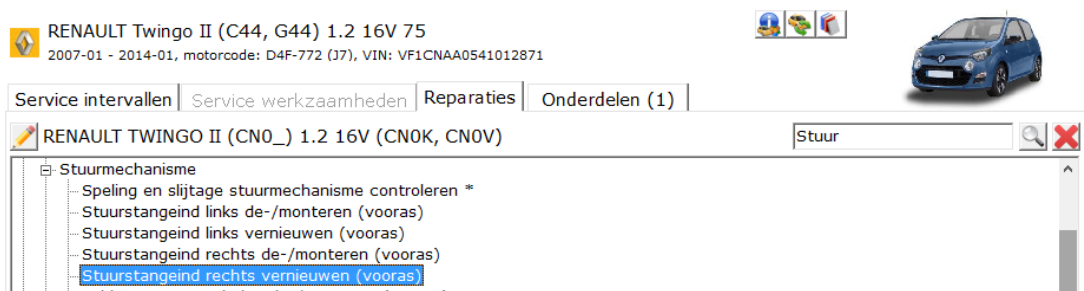 RENAULT Twingo II (C44, G44) 1.2 16V 75
2007-01 - 2014-01, motorcode: D4F-772 (J7), VIN: VF1CNAA0541012871
Service intervallen Service werkzaamheden Reparaties Onderdelen (1)
RENAULT TWINGO II (CN0_) 1.2 16V (CN0K, CN0V) Stuur
Stuurmechanisme
Speling en slijtage stuurmechanisme controleren *
Stuurstangeind links de-/monteren (vooras)
Stuurstangeind links vernieuwen (vooras)
Stuurstangeind rechts de-/monteren (vooras)
Stuurstangeind rechts vernieuwen (vooras)